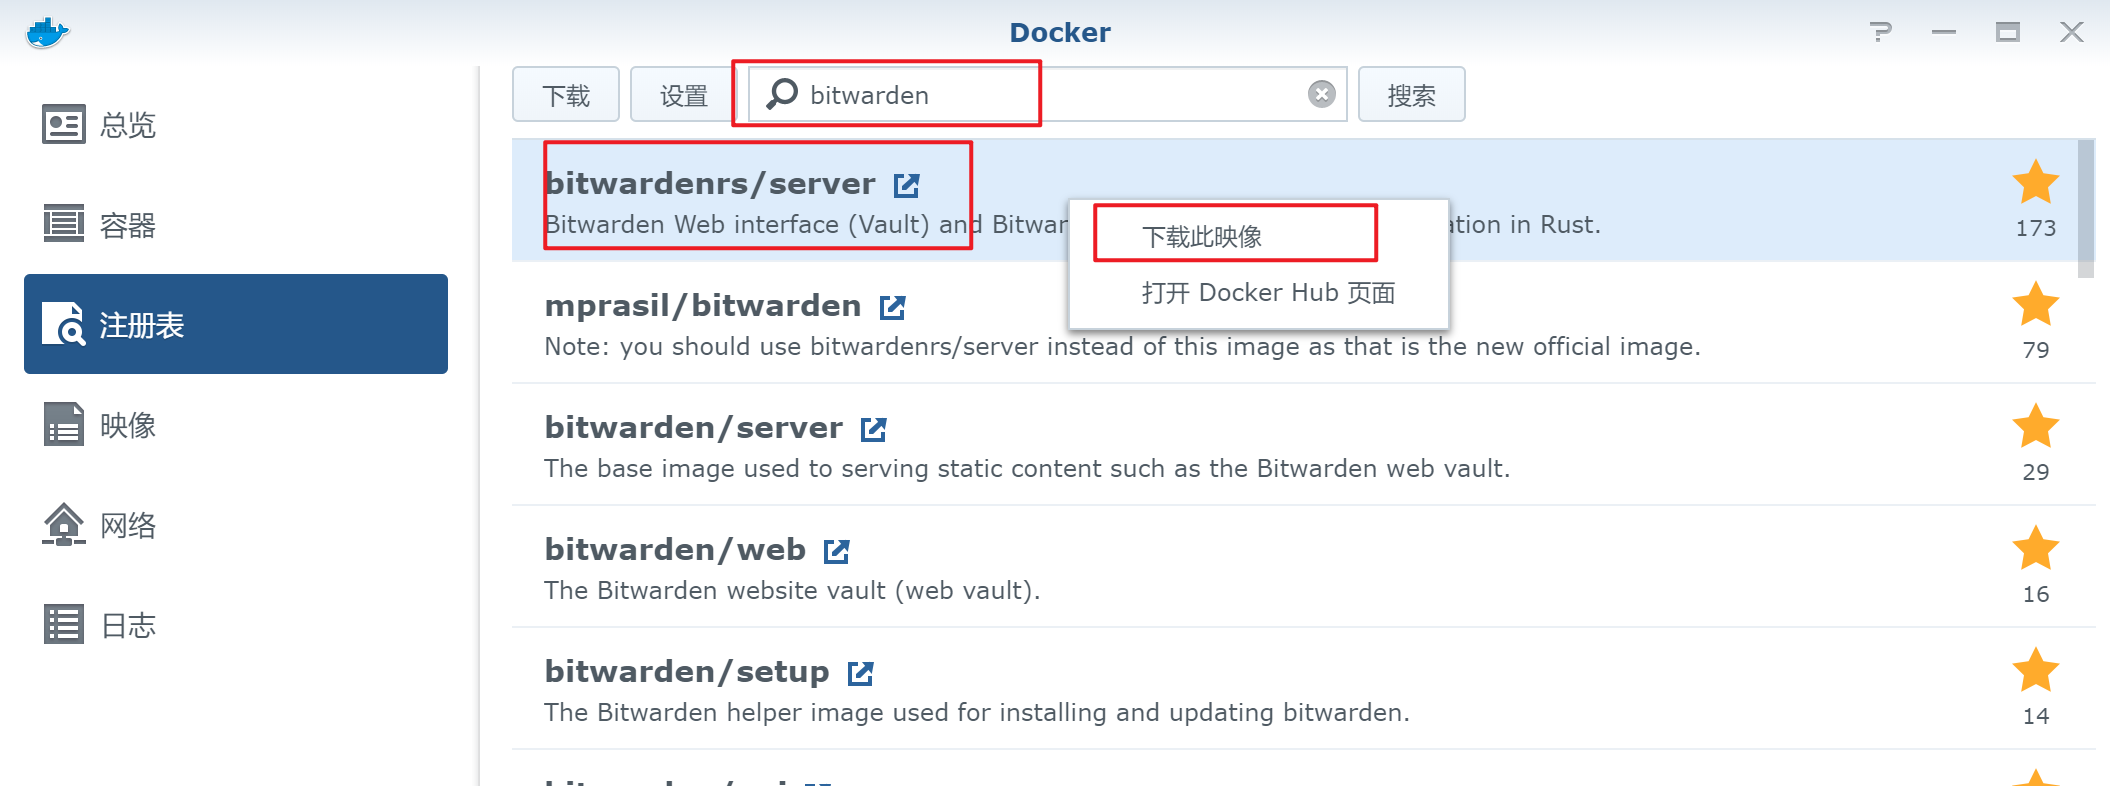 Docker
总览
容器
注册表
映像
网络
日志
下载
设置
bitwarden
搜索
bitwardenrs/server
Bitwarden Web interface (Vault) and Bitwar
ation in Rust.
173
下载此映像
打开 Docker Hub 页面
mprasil/bitwarden
Note: you should use bitwardenrs/server instead of this image as that is the new official image.
79
bitwarden/server
The base image used to serving static content such as the Bitwarden web vault.
29
bitwarden/web
The Bitwarden website vault (web vault).
16
bitwarden/setup
The Bitwarden helper image used for installing and updating bitwarden.
14